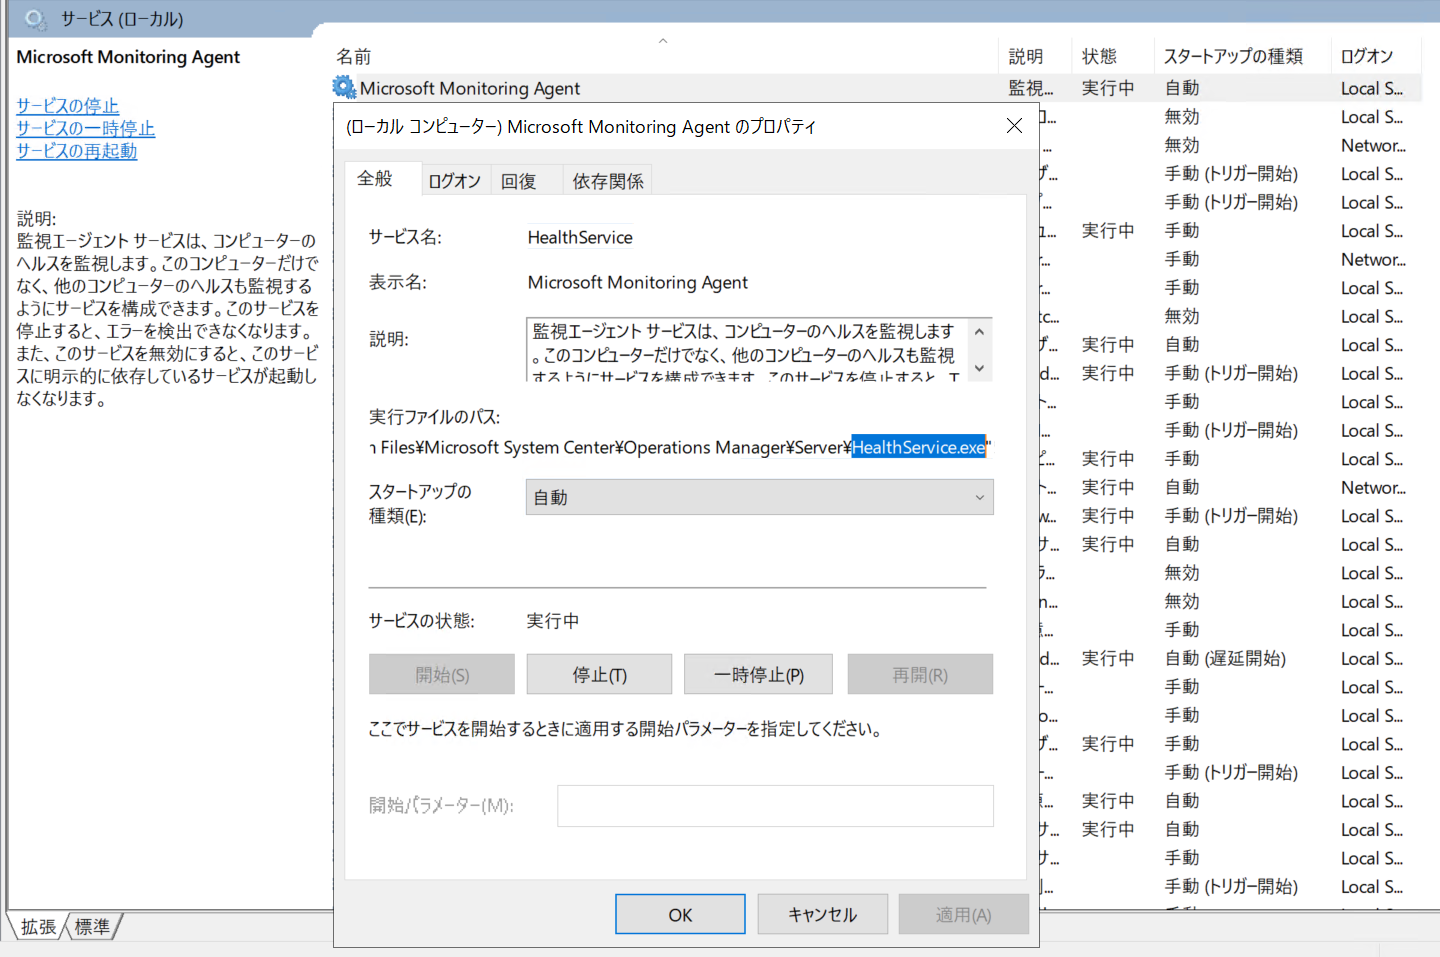 サービス (ローカル)
Microsoft Monitoring Agent
サービスの停止
サービスの一時停止
サービスの再起動
説明:
監視エージェント サービスは、コンピューターの
ヘルスを監視します。このコンピューターだけで
なく、他のコンピューターのヘルスも監視する
ようにサービスを構成できます。このサービスを
停止すると、エラーを検出できなくなります。
また、このサービスを無効にすると、このサービ
スに明示的に依存しているサービスが起動し
なくなります。
名前 説明 状態 スタートアップの種類 ログオン
Microsoft Monitoring Agent 監視... 実行中 自動 Local S...
(ローカル コンピューター) Microsoft Monitoring Agent のプロパティ
全般 ログオン 回復 依存関係
サービス名: HealthService
表示名: Microsoft Monitoring Agent
説明:
監視エージェント サービスは、コンピューターのヘルスを監視します
。このコンピューターだけでなく、他のコンピューターのヘルスも監視
するようにサービスを構成できます。このサービスを停止すると、エ
実行ファイルのパス:
n Files¥Microsoft System Center¥Operations Manager¥Server¥HealthService.exe"
スタートアップの
種類(E):
自動
サービスの状態: 実行中
開始(S) 停止(T) 一時停止(P) 再開(R)
ここでサービスを開始するときに適用する開始パラメーターを指定してください。
開始パラメーター(M):
OK キャンセル 適用(A)
無効 Local S...
無効 Networ...
手動 (トリガー開始) Local S...
手動 (トリガー開始) Local S...
実行中 手動 Local S...
手動 Networ...
手動 Local S...
無効 Local S...
実行中 自動 Local S...
実行中 手動 (トリガー開始) Local S...
手動 Local S...
手動 (トリガー開始) Local S...
実行中 手動 Local S...
実行中 自動 Networ...
実行中 手動 (トリガー開始) Local S...
実行中 自動 Local S...
無効 Local S...
無効 Local S...
手動 Local S...
実行中 自動 (遅延開始) Local S...
手動 Local S...
手動 Local S...
実行中 手動 Local S...
手動 (トリガー開始) Local S...
実行中 自動 Local S...
実行中 自動 Local S...
手動 Local S...
手動 (トリガー開始) Local S...
拡張 標準